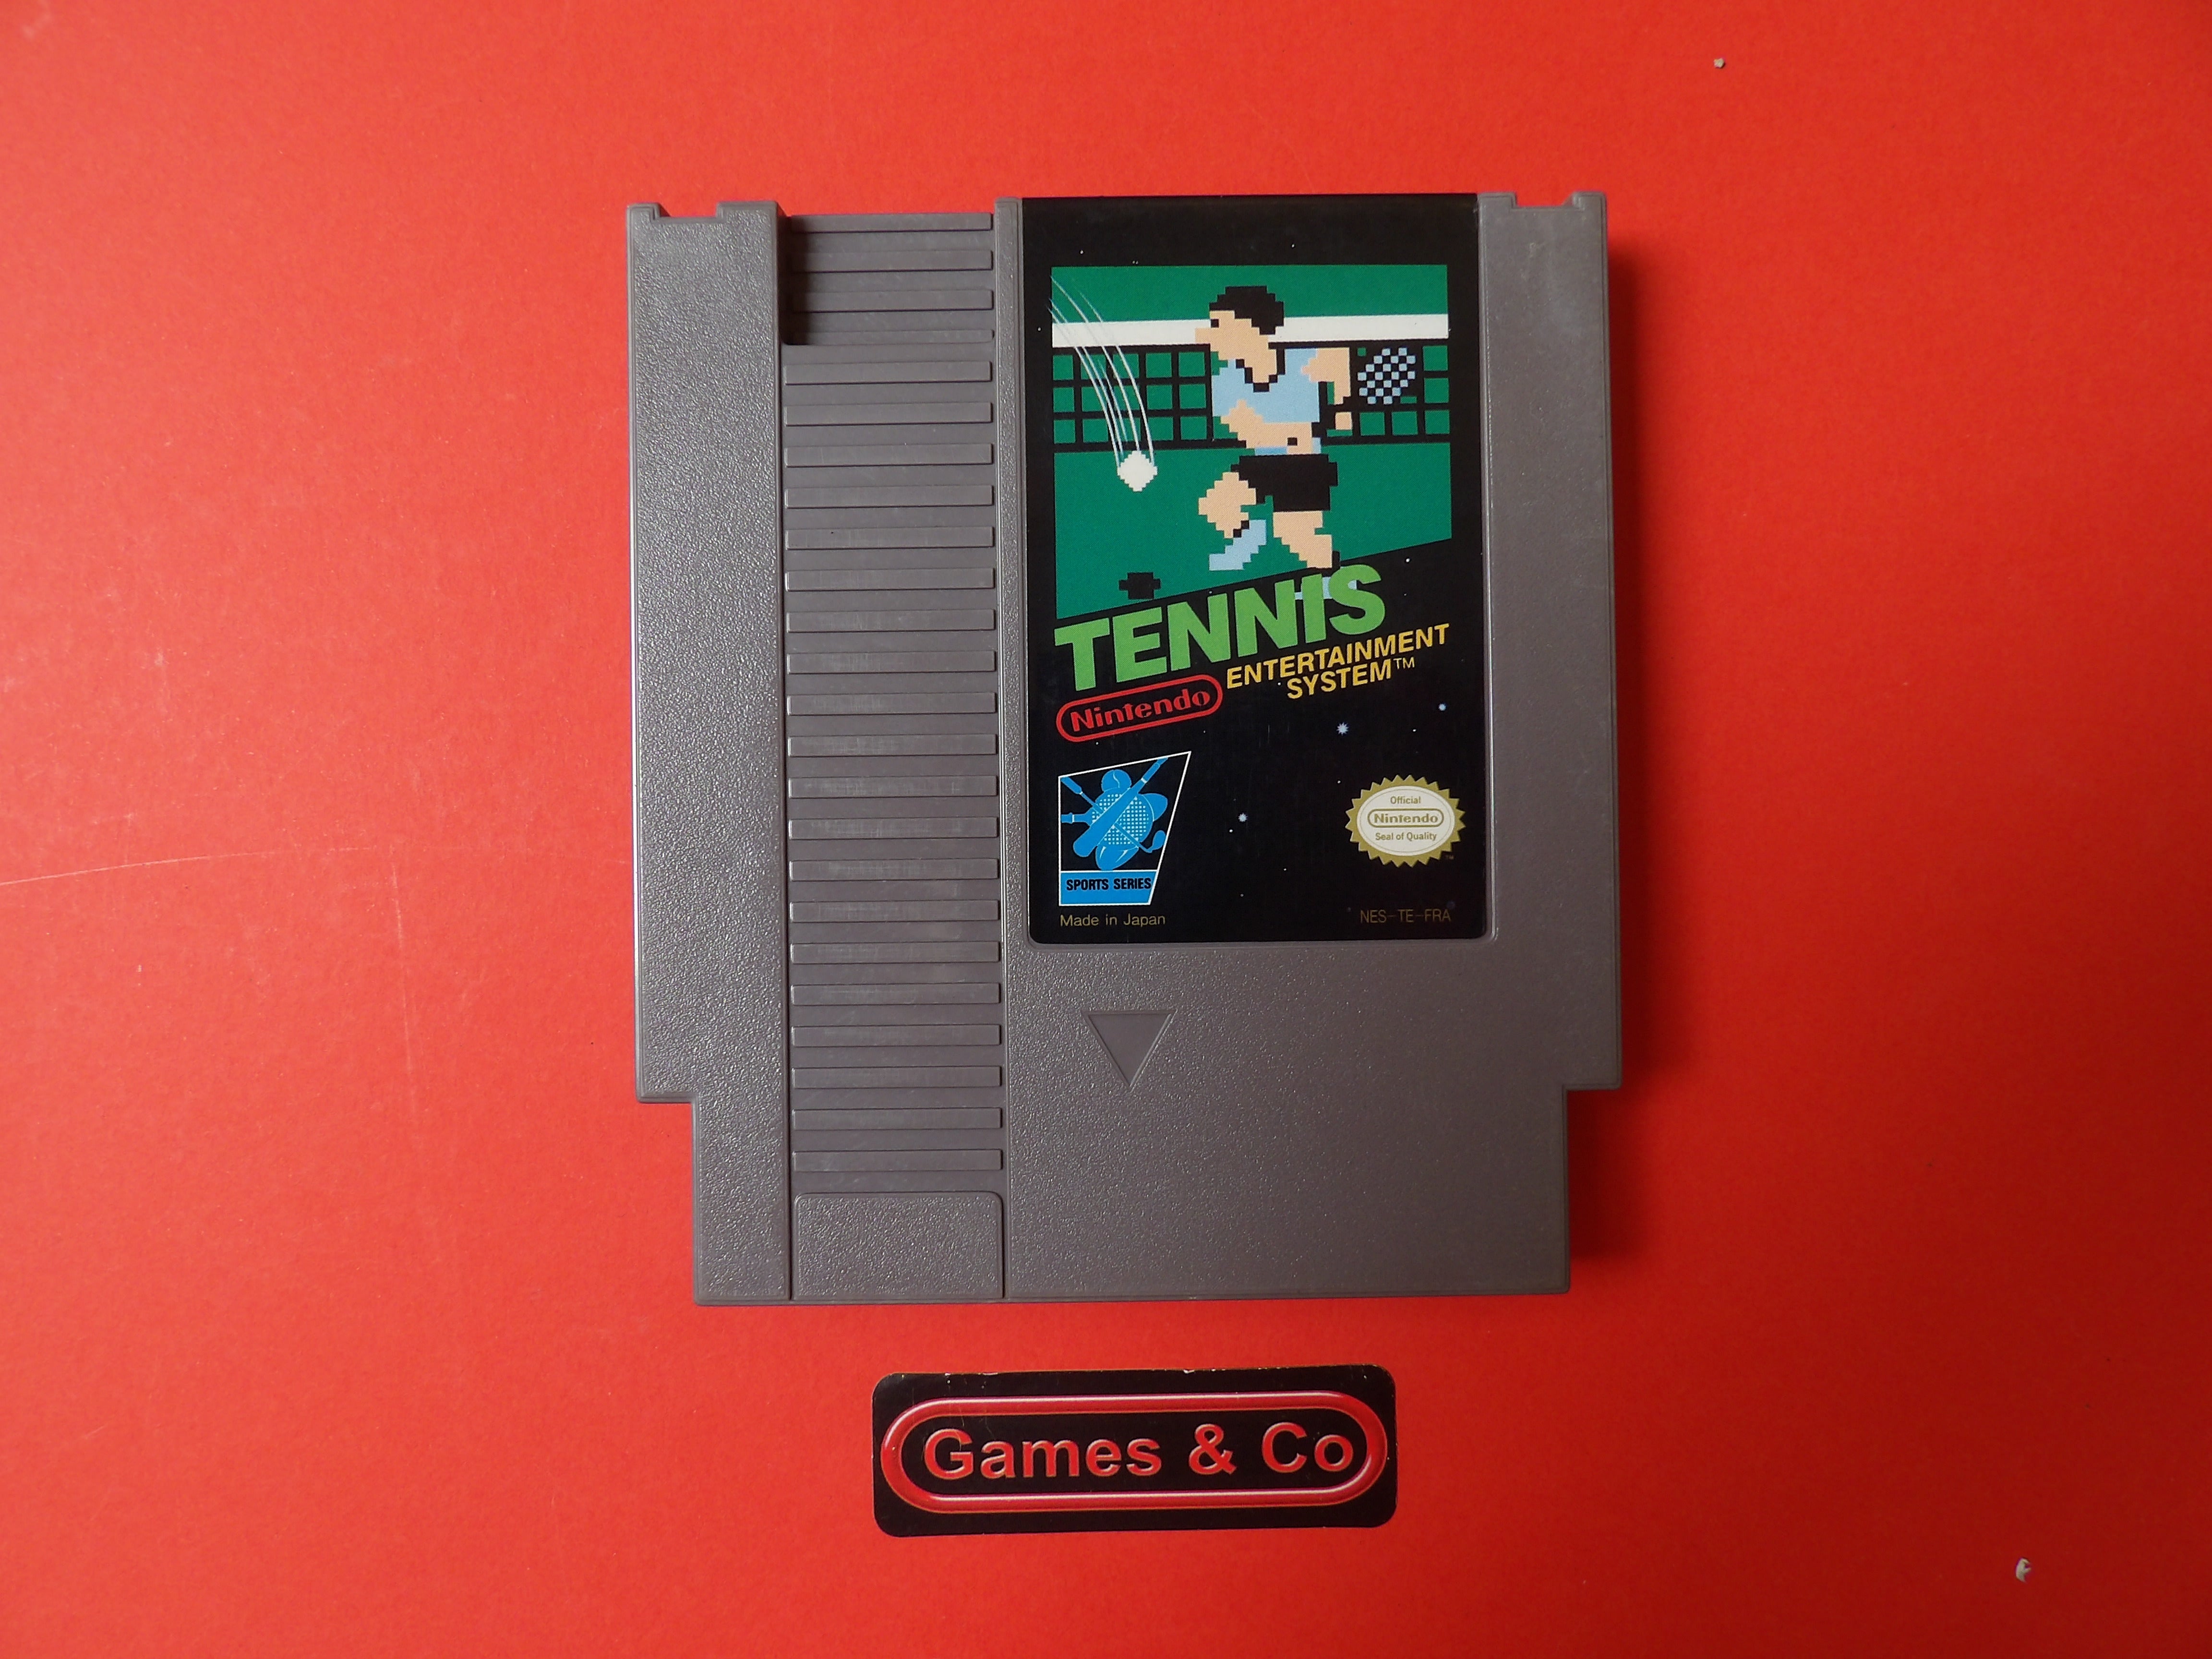 TENNIS
Nintendo
ENTERTAINMENT
SYSTEM™
SPORTS SERIES
Official
Nintendo
Seal of Quality
TM
Made in Japan
NES-TE-FRA
Games & Co